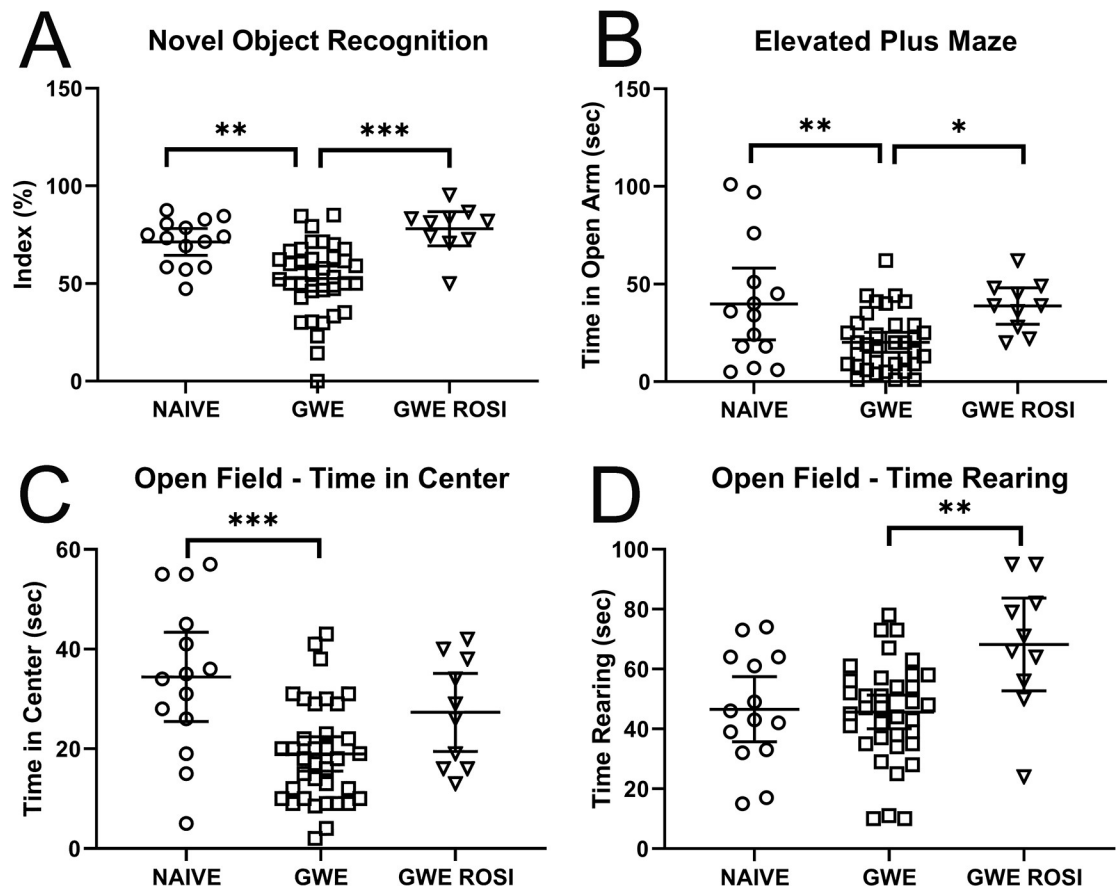 A
Novel Object Recognition
Index (%)
150
100
50
0
**
***
NAIVE
GWE
GWE ROSI
B
Elevated Plus Maze
Time in Open Arm (sec)
150
100
50
0
**
*
NAIVE
GWE
GWE ROSI
C
Open Field - Time in Center
Time in Center (sec)
60
40
20
0
***
NAIVE
GWE
GWE ROSI
D
Open Field - Time Rearing
Time Rearing (sec)
100
80
60
40
20
0
**
NAIVE
GWE
GWE ROSI